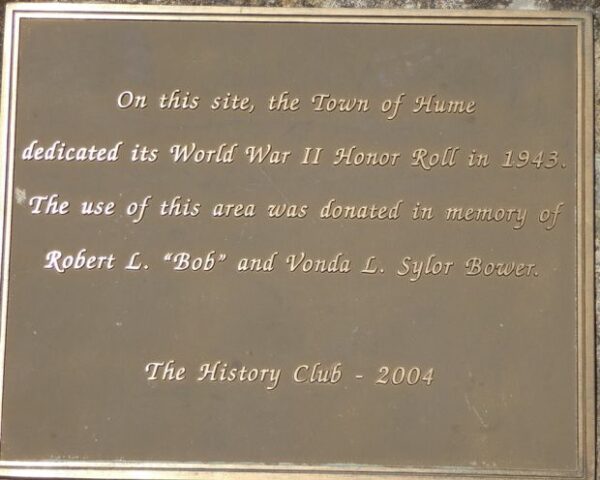 On this site, the Town of Hume
dedicated its World War II Honor Roll in 1943.
The use of this area was donated in memory of
Robert L. "Bob" and Vonda L. Sylor Bower.
The History Club - 2004